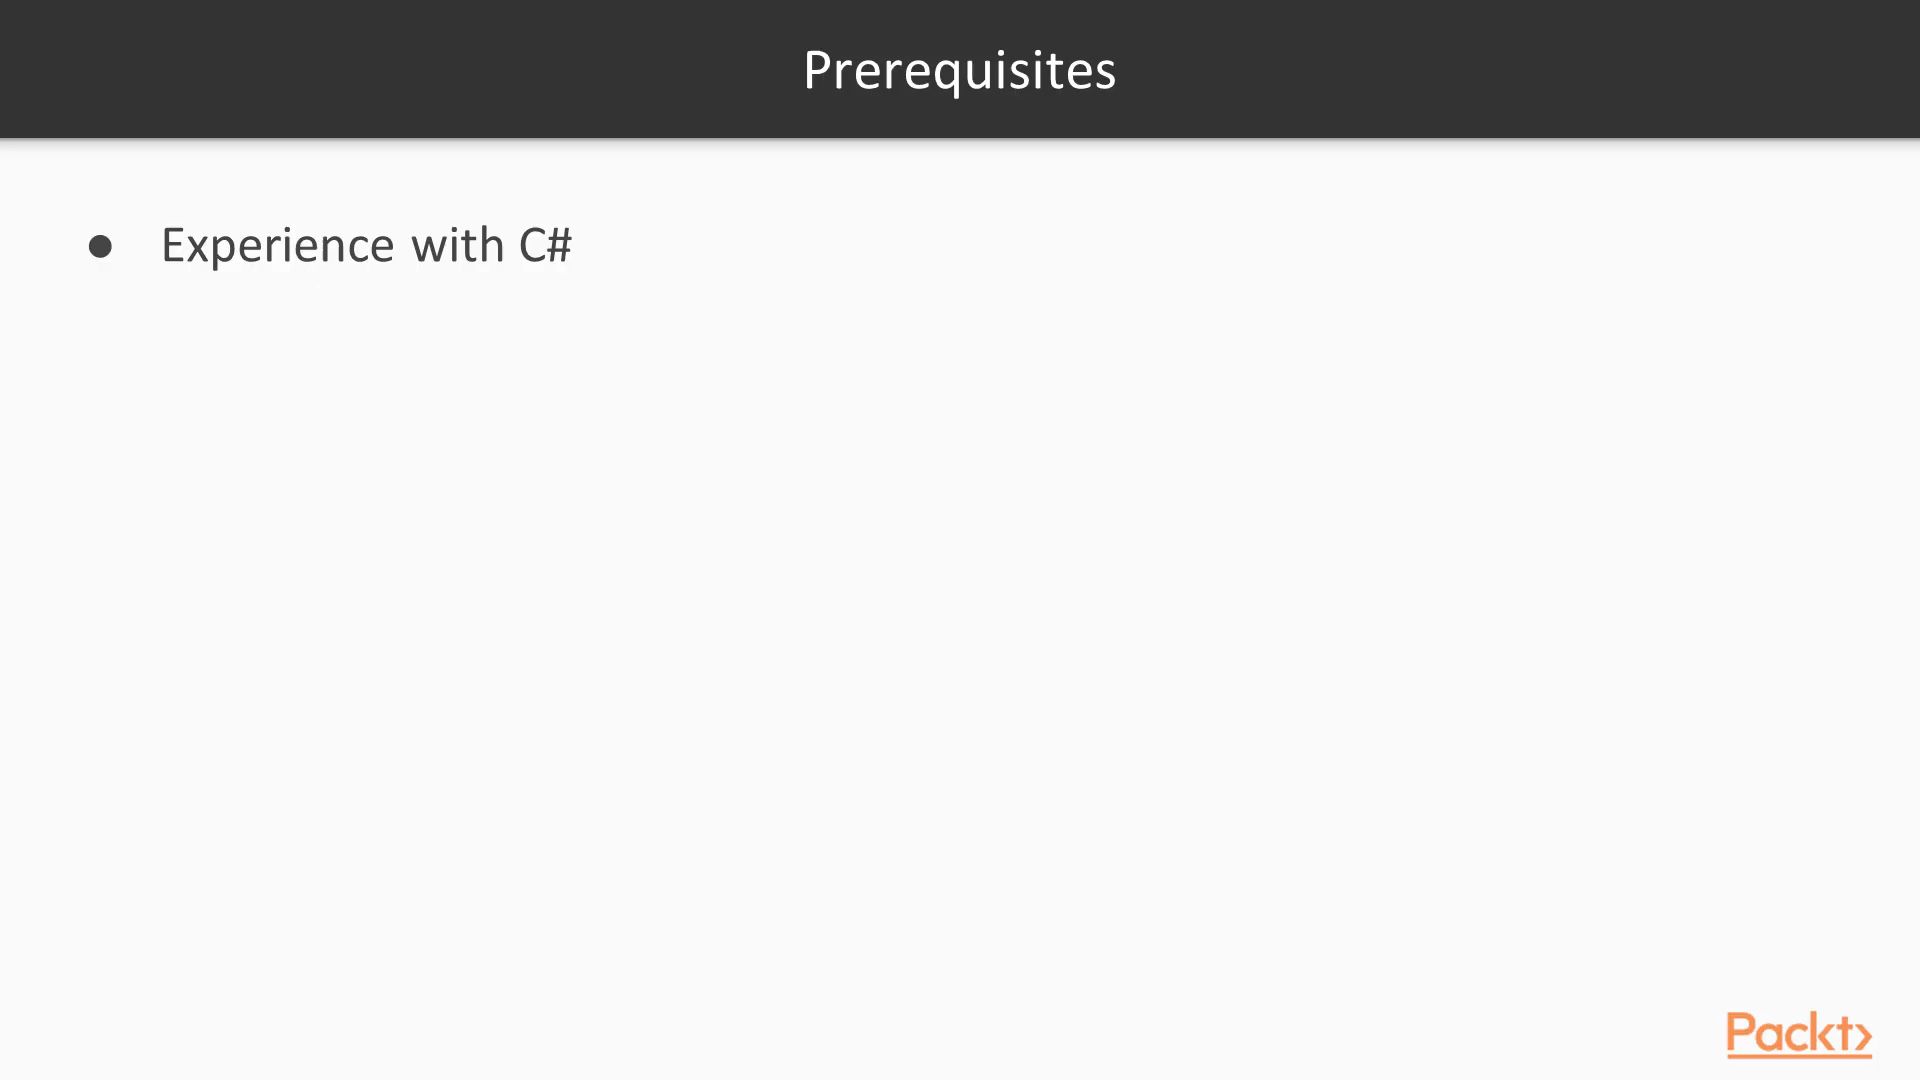 Prerequisites
● Experience with C#
Packt>